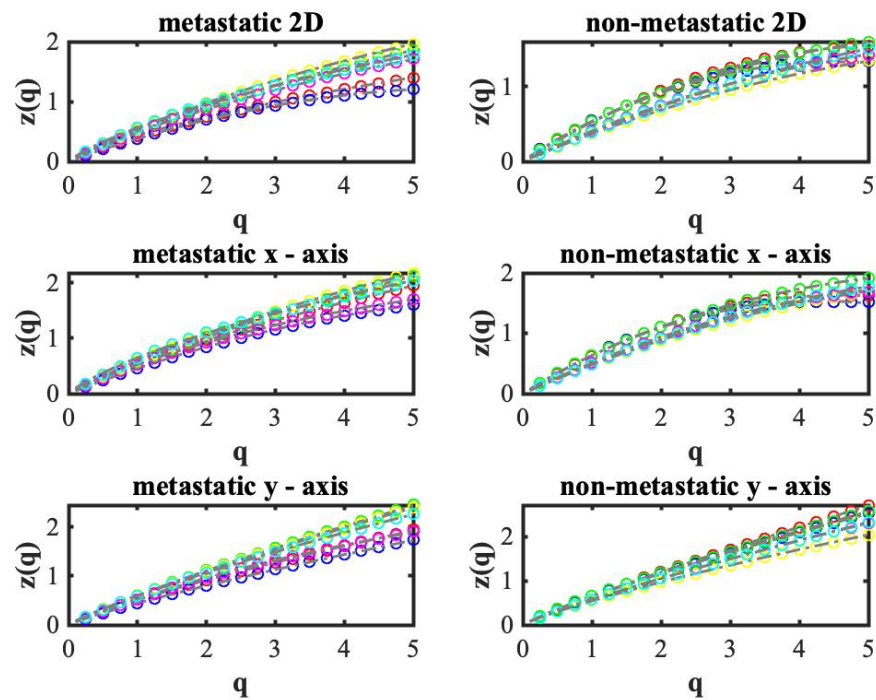 metastatic 2D
z(q)
2
1
0
0 1 2 3 4 5
q
non-metastatic 2D
z(q)
1
0
0 1 2 3 4 5
q
metastatic x - axis
z(q)
2
1
0
0 1 2 3 4 5
q
non-metastatic x - axis
z(q)
2
1
0
0 1 2 3 4 5
q
metastatic y - axis
z(q)
2
1
0
0 1 2 3 4 5
q
non-metastatic y - axis
z(q)
2
1
0
0 1 2 3 4 5
q